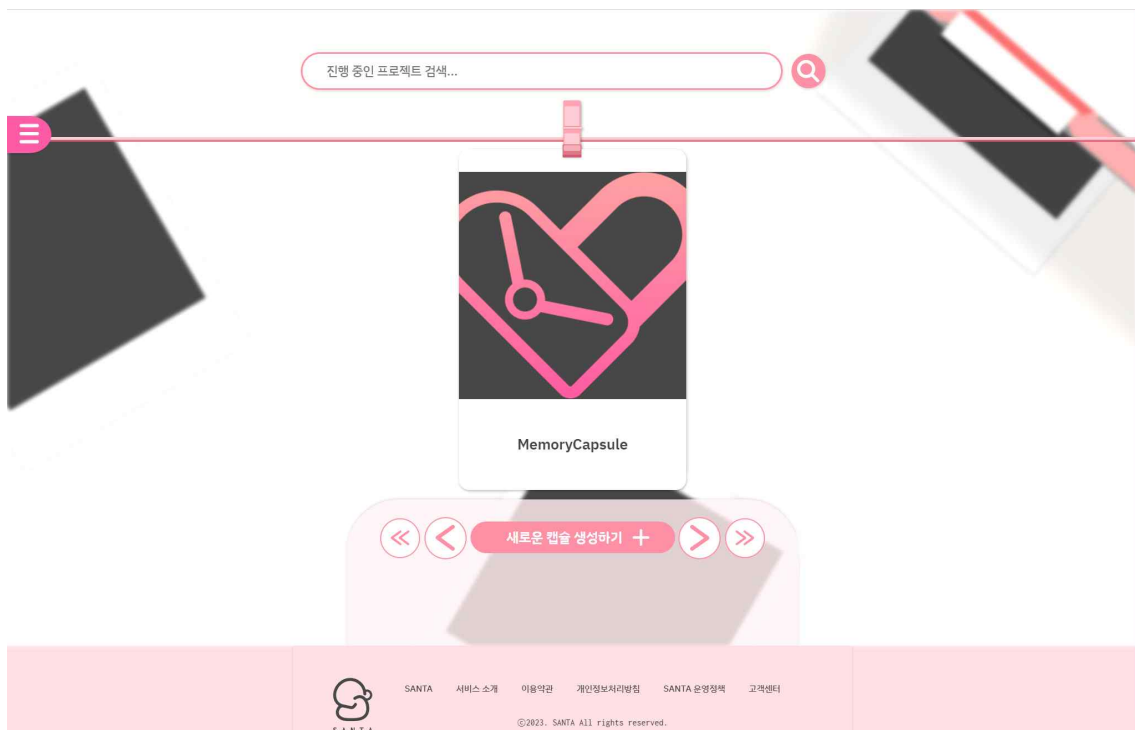 진행 중인 프로젝트 검색...
MemoryCapsule
새로운 캡슐 생성하기
SANTA 서비스 소개 이용약관 개인정보처리방침 SANTA 운영정책 고객센터
ⓒ2023. SANTA All rights reserved.
SANTA